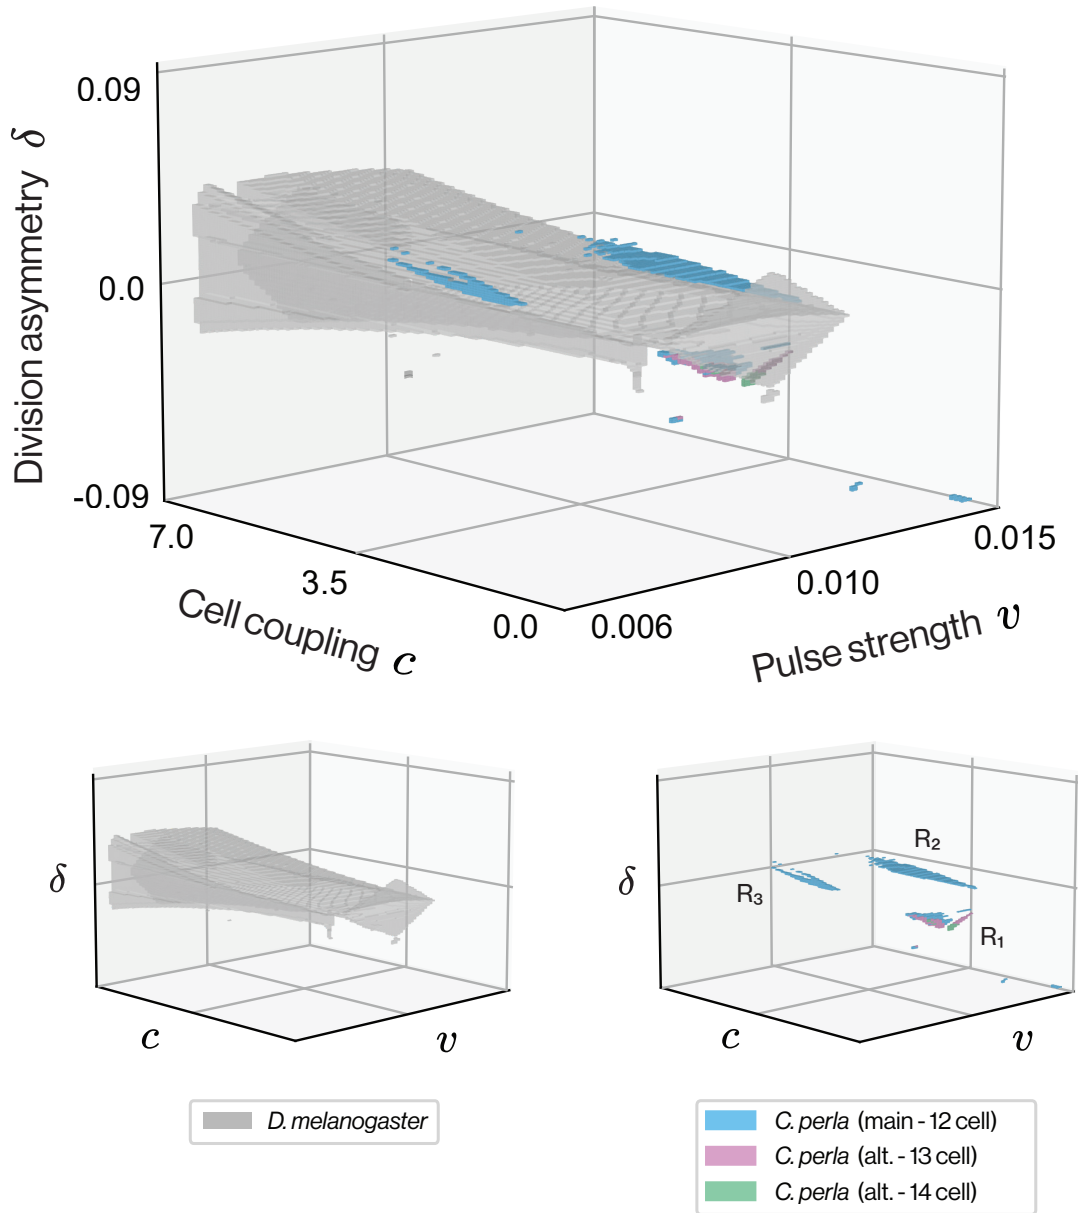 0.09
Division asymmetry δ
0.0
-0.09
7.0
3.5
0.0
Cell coupling c
0.006
0.010
0.015
Pulse strength v
δ
c
v
δ
R₂
R₃
R₁
c
v
D. melanogaster
C. perla (main - 12 cell)
C. perla (alt. - 13 cell)
C. perla (alt. - 14 cell)